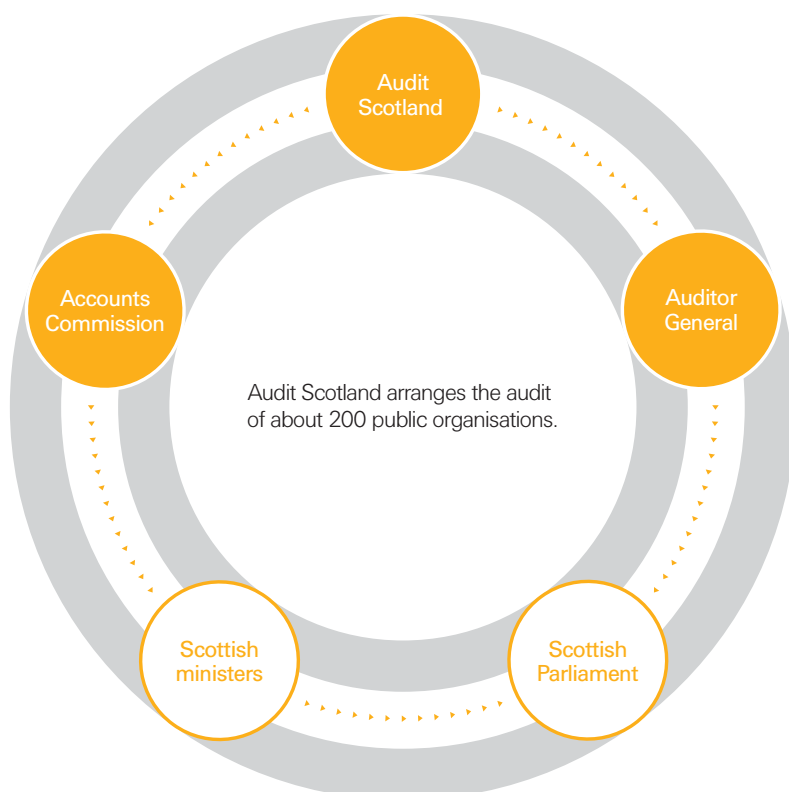 Audit
Scotland
Accounts
Commission
Auditor
General
Audit Scotland arranges the audit
of about 200 public organisations.
Scottish
ministers
Scottish
Parliament